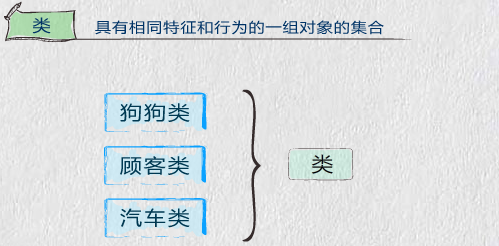 类 具有相同特征和行为的一组对象的集合
狗狗类
顾客类
类
汽车类